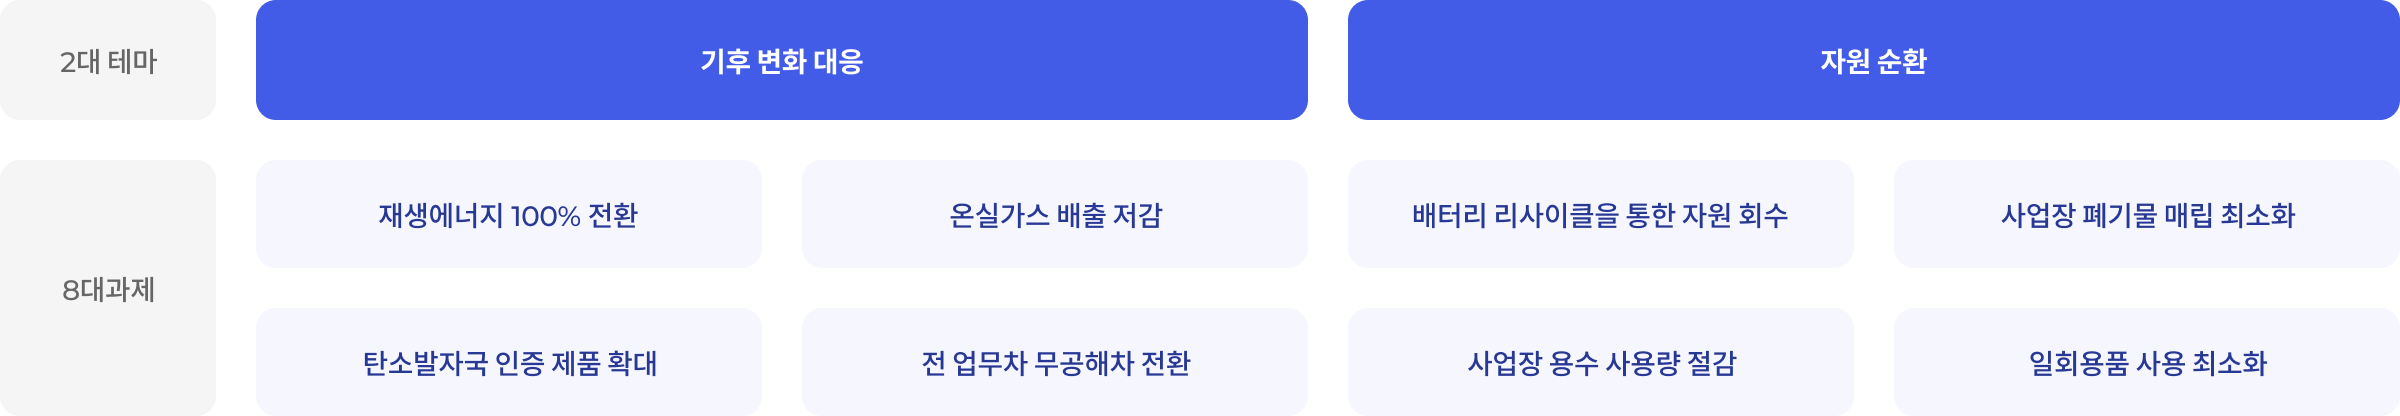 2대 테마
기후 변화 대응
자원 순환
8대과제
재생에너지 100% 전환
온실가스 배출 저감
배터리 리사이클을 통한 자원 회수
사업장 폐기물 매립 최소화
탄소발자국 인증 제품 확대
전 업무차 무공해차 전환
사업장 용수 사용량 절감
일회용품 사용 최소화